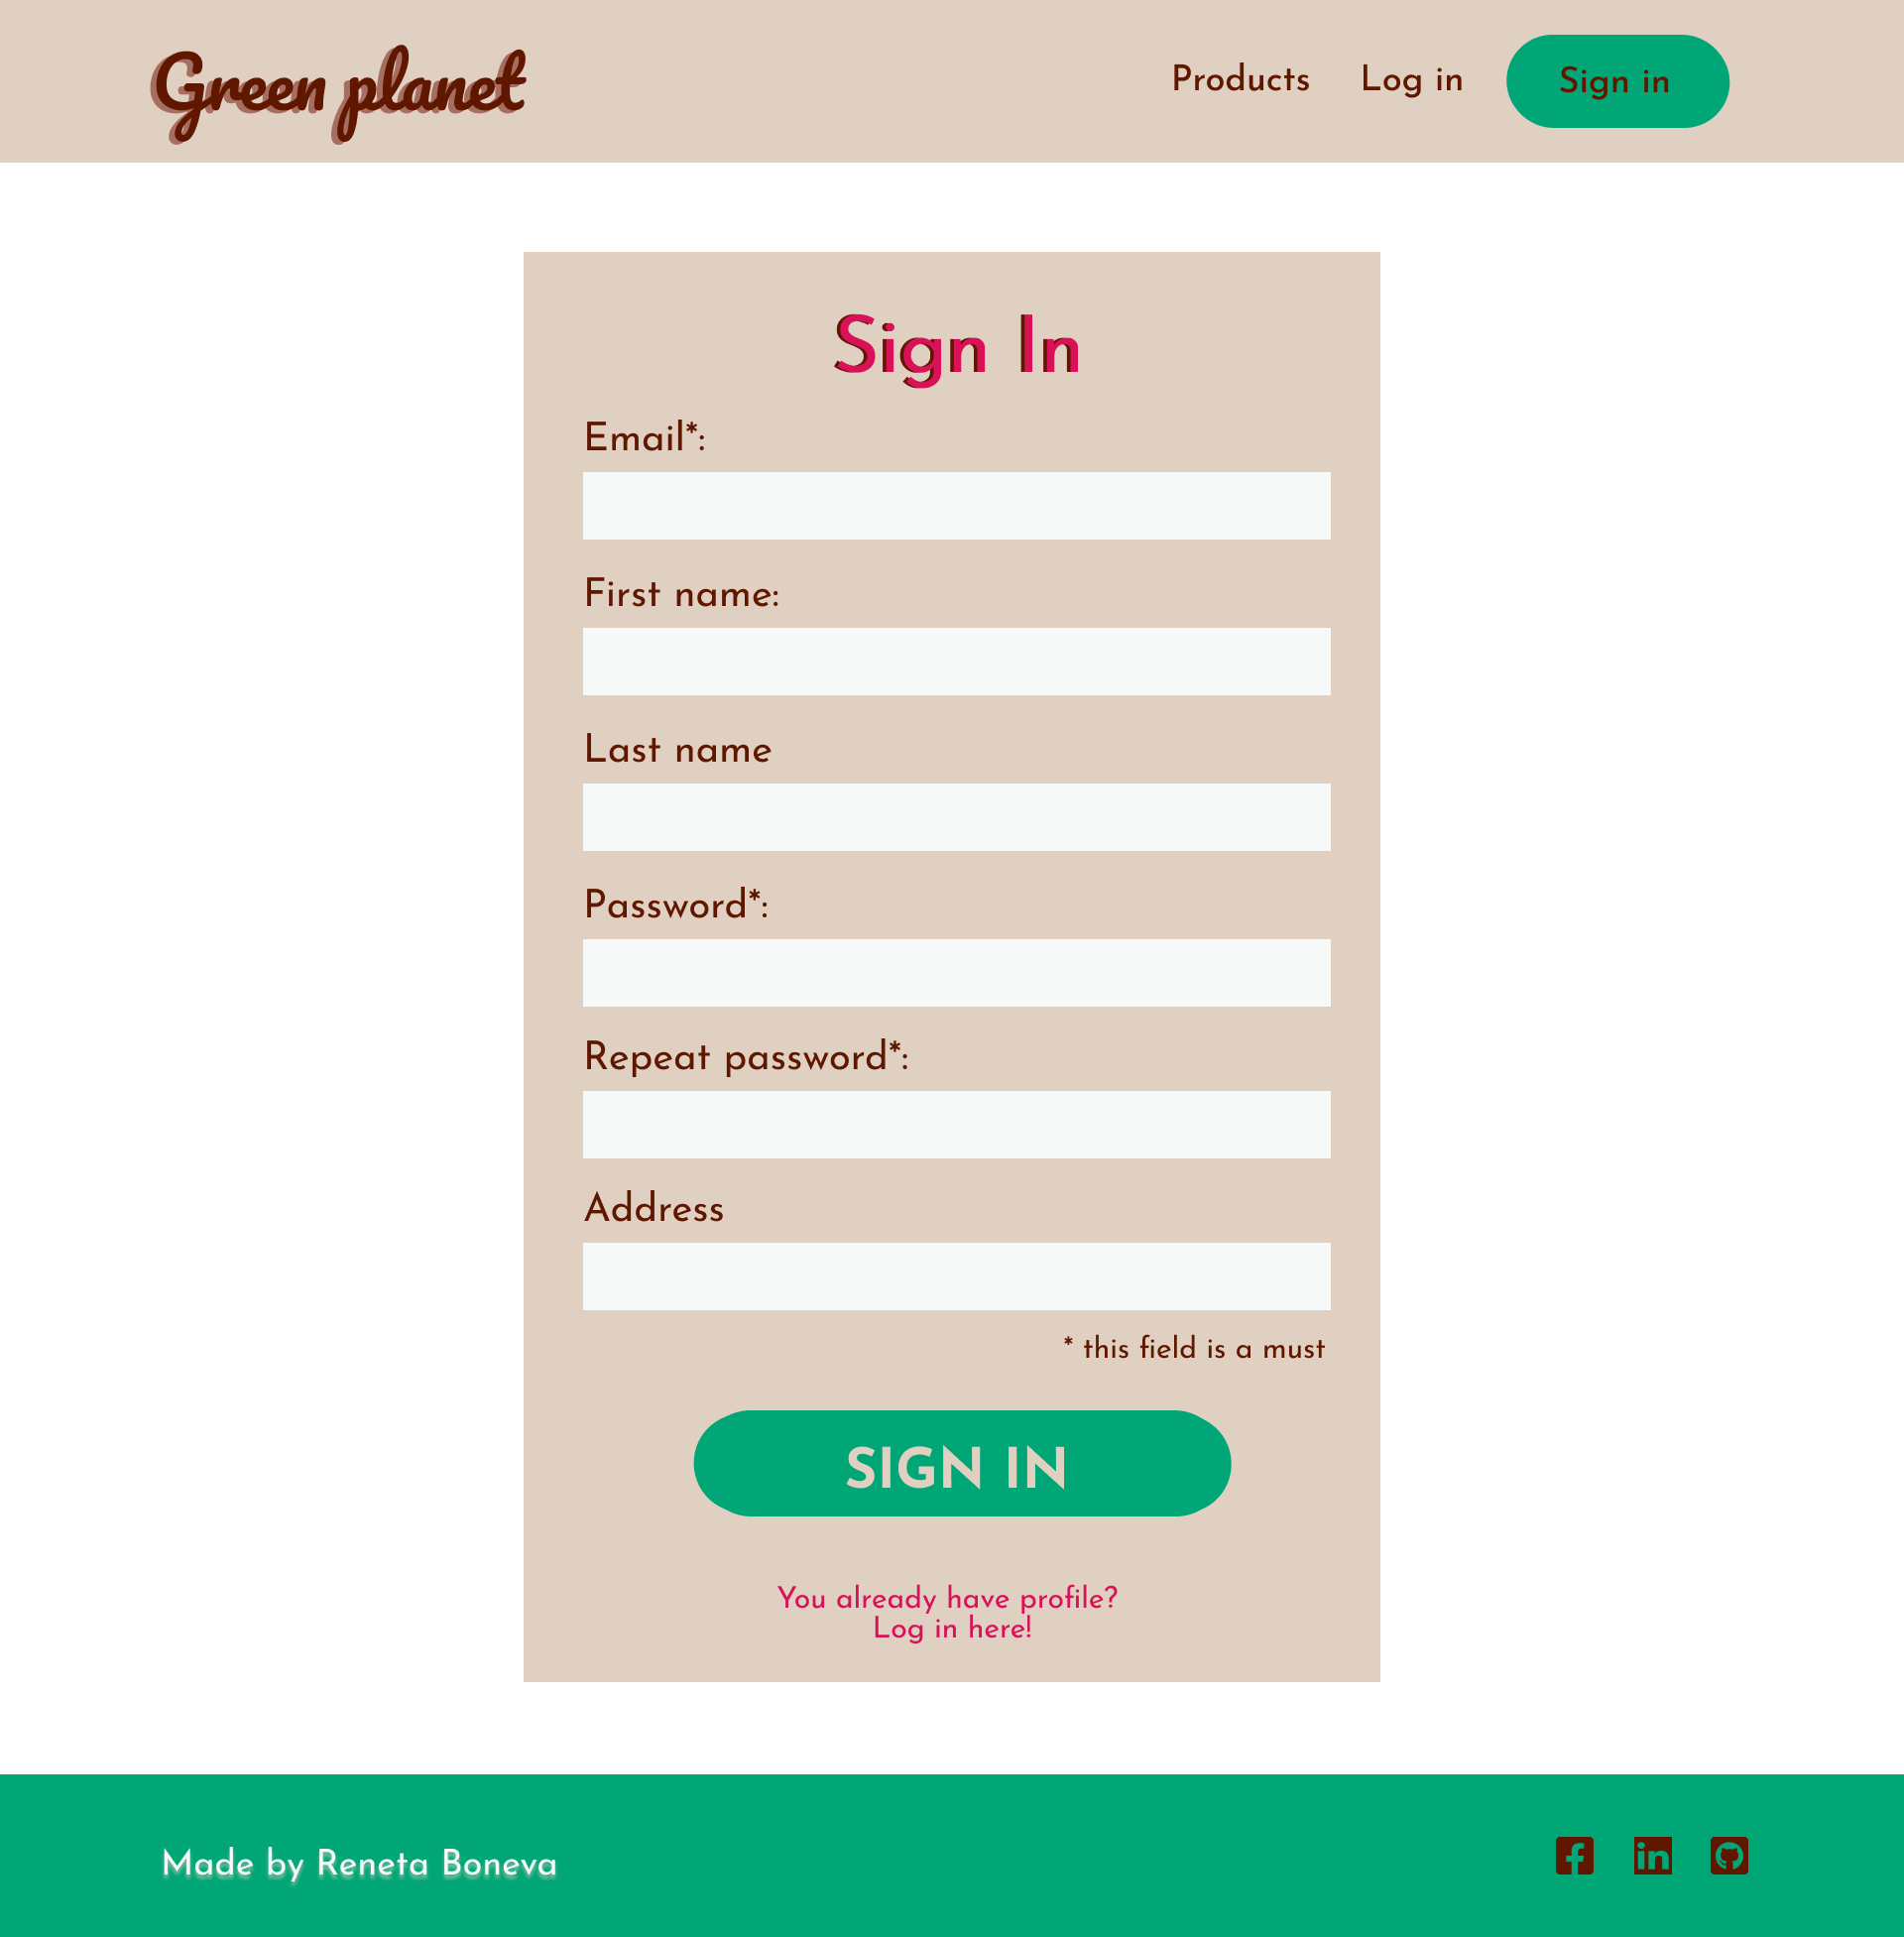 Green planet
Products
Log in
Sign in
Sign In
Email*:
First name:
Last name
Password*:
Repeat password*:
Address
* this field is a must
SIGN IN
You already have profile?
Log in here!
Made by Reneta Boneva